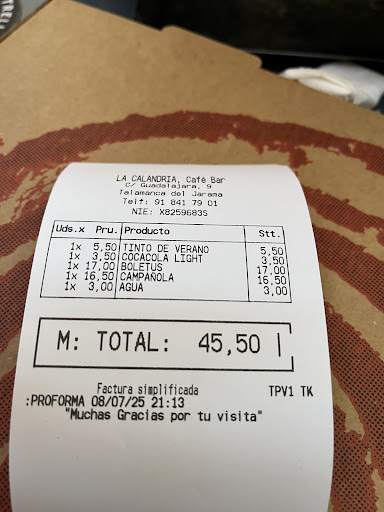 LA CALANDRIA, Café Bar
C/ Guadalajara, 9
Talamanca del Jarama
Telf: 91 841 79 01
NIE: X8259683S
Uds.x Pru. Producto Stt.
1x 5,50 TINTO DE VERANO 5,50
1x 3,50 COCACOLA LIGHT 3,50
1x 17,00 BOLETUS 17,00
1x 16,50 CAMPAÑOLA 16,50
1x 3,00 AGUA 3,00
M: TOTAL: 45,50
Factura simplificada TPV1 TK
:PROFORMA 08/07/25 21:13
"Muchas Gracias por tu visita"